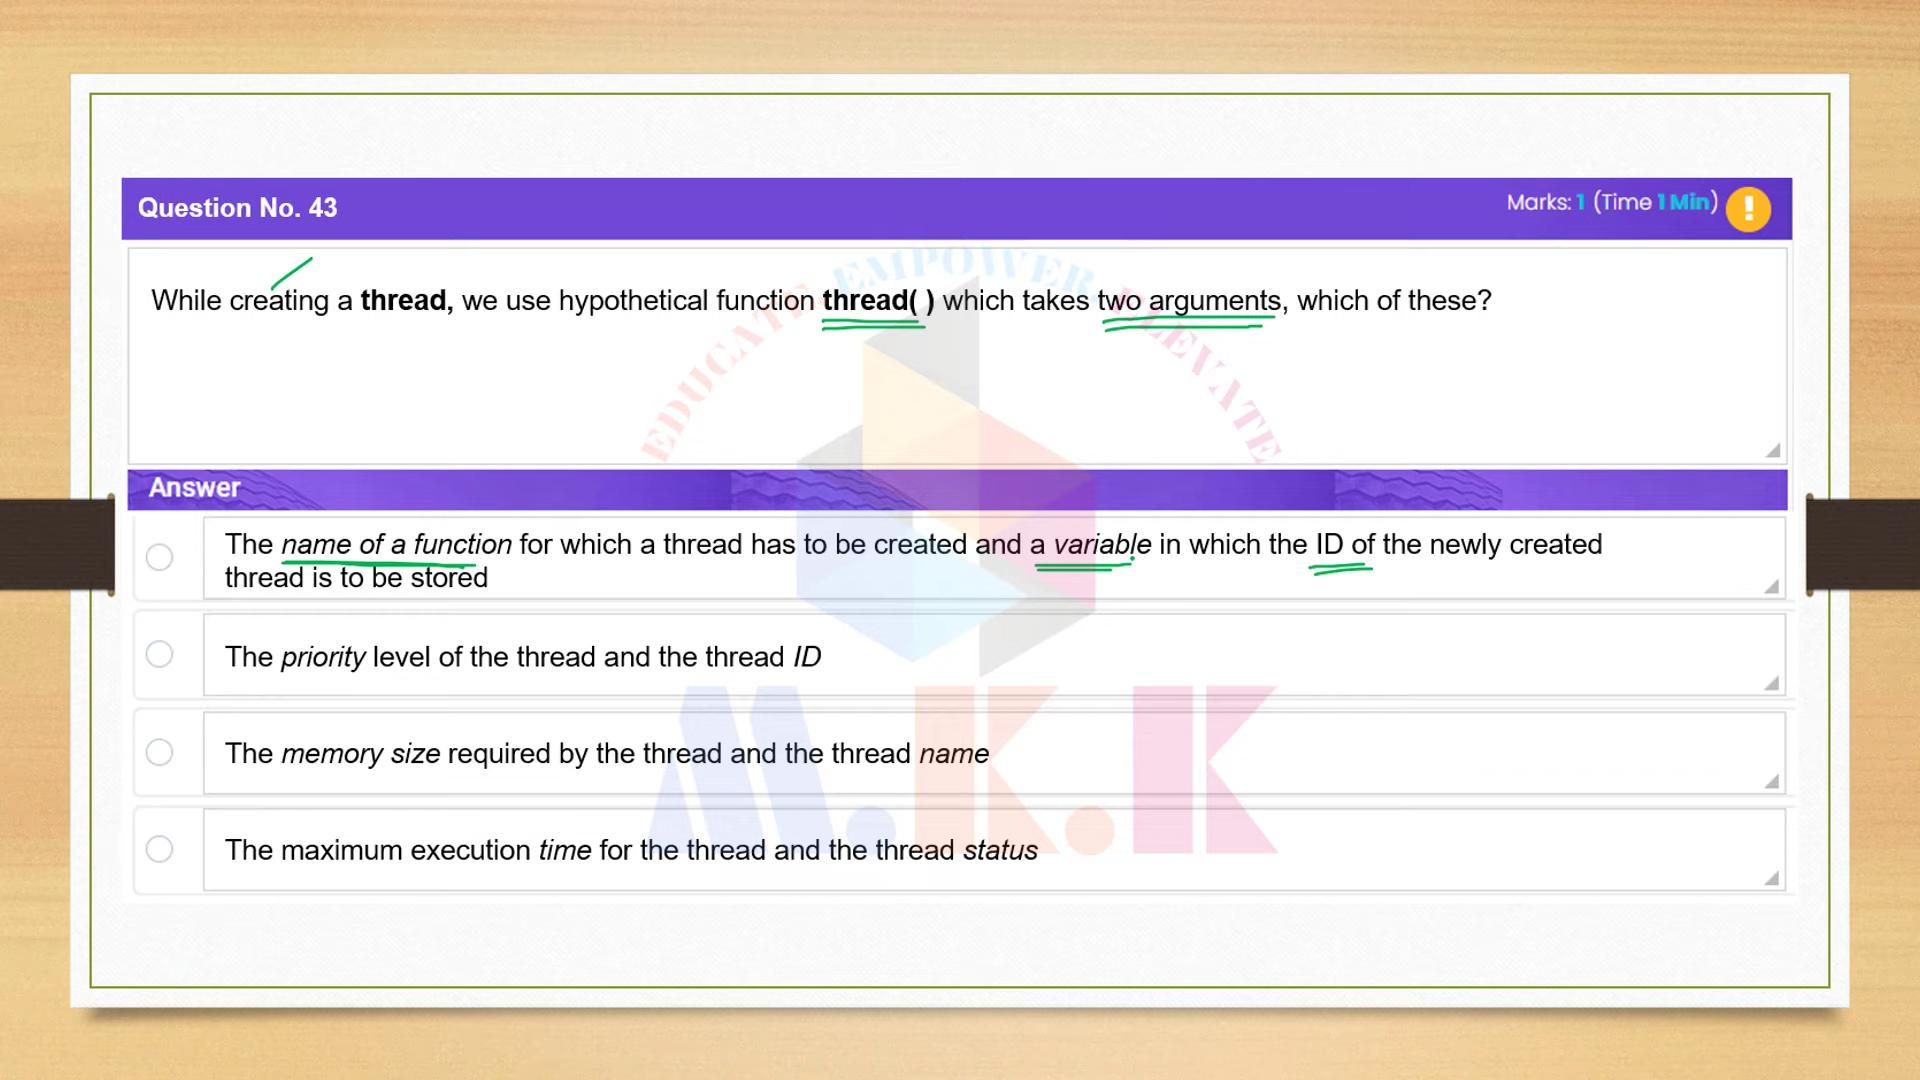 Question No. 43
Marks: 1 (Time 1 Min)
!
While creating a thread, we use hypothetical function thread( ) which takes two arguments, which of these?
EDUCATE. EMPOWER. ELEVATE
Answer
The name of a function for which a thread has to be created and a variable in which the ID of the newly created
thread is to be stored
The priority level of the thread and the thread ID
The memory size required by the thread and the thread name
The maximum execution time for the thread and the thread status
M.K.K